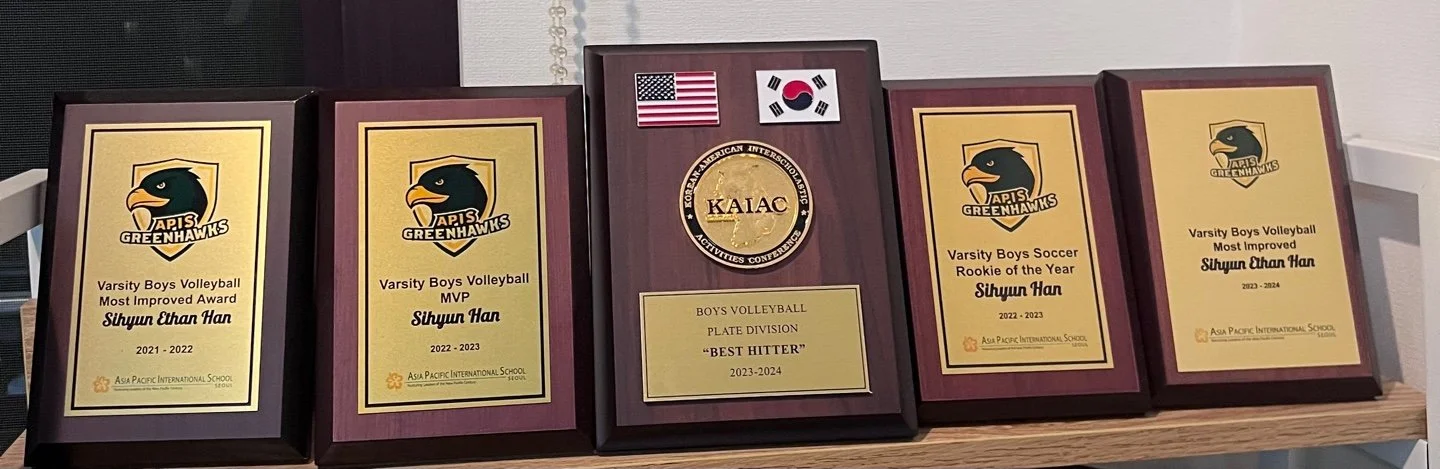 APIS
GREENHAWKS
Varsity Boys Volleyball
Most Improved Award
Sihyun Ethan Han
2021 - 2022
ASIA PACIFIC INTERNATIONAL SCHOOL
SEOUL
APIS
GREENHAWKS
Varsity Boys Volleyball
MVP
Sihyun Han
2022 - 2023
ASIA PACIFIC INTERNATIONAL SCHOOL
SEOUL
KOREAN-AMERICAN INTERSCHOLASTIC
KAIAC
ACTIVITIES CONFERENCE
BOYS VOLLEYBALL
PLATE DIVISION
“BEST HITTER”
2023-2024
APIS
GREENHAWKS
Varsity Boys Soccer
Rookie of the Year
Sihyun Han
2022 - 2023
ASIA PACIFIC INTERNATIONAL SCHOOL
SEOUL
APIS
GREENHAWKS
Varsity Boys Volleyball
Most Improved
Sihyun Ethan Han
2023 - 2024
ASIA PACIFIC INTERNATIONAL SCHOOL
SEOUL